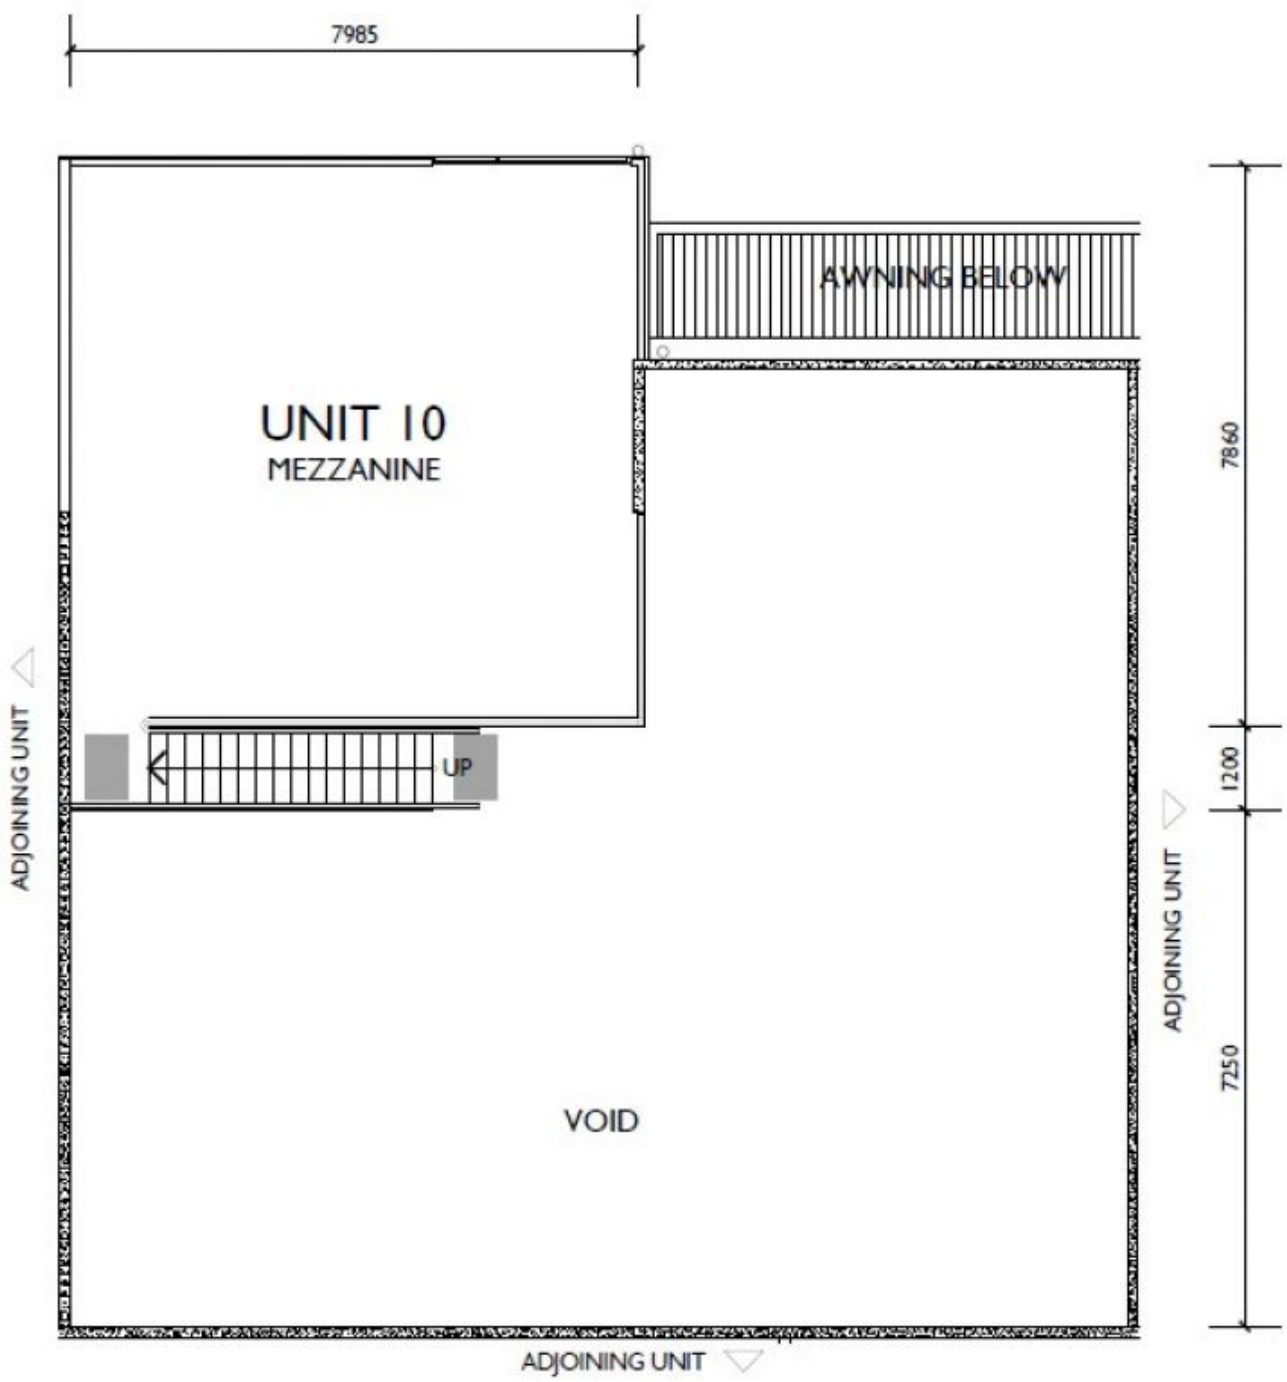 7985
AWNING BELOW
UNIT 10
MEZZANINE
7860
ADJOINING UNIT
UP
1200
ADJOINING UNIT
7250
VOID
ADJOINING UNIT